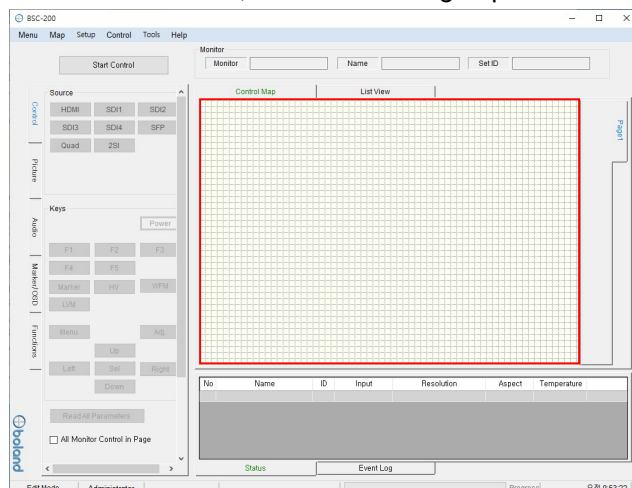 BSC-200
Menu Map Setup Control Tools Help
Start Control
Monitor
Monitor Name Set ID
Control Map List View
Source
HDMI SDI1 SDI2
SDI3 SDI4 SFP
Quad 2SI
Control
Picture
Audio
Marker/OSD
Functions
Page1
Keys
Power
F1 F2 F3
F4 F5
Marker HV WFM
LVM
Menu Adj
Up
Left Sel Right
Down
Read All Parameters
All Monitor Control in Page
boland
No Name ID Input Resolution Aspect Temperature
Status Event Log
Edit Mode Administrator Progress